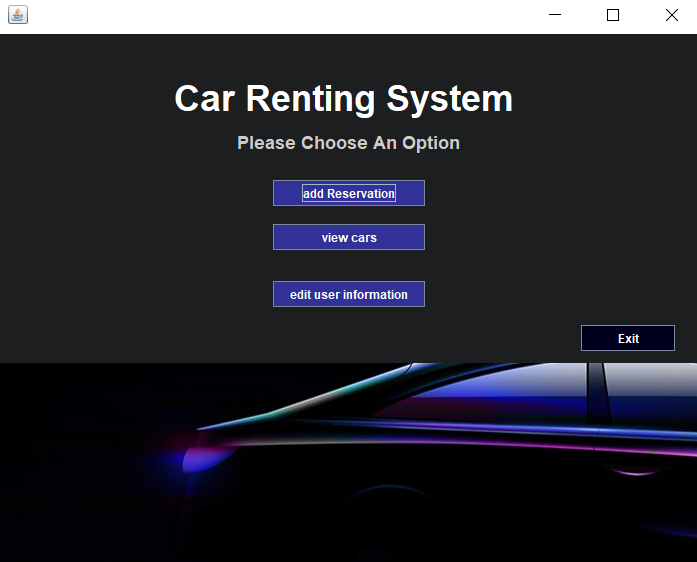 Car Renting System
Please Choose An Option
add Reservation
view cars
edit user information
Exit